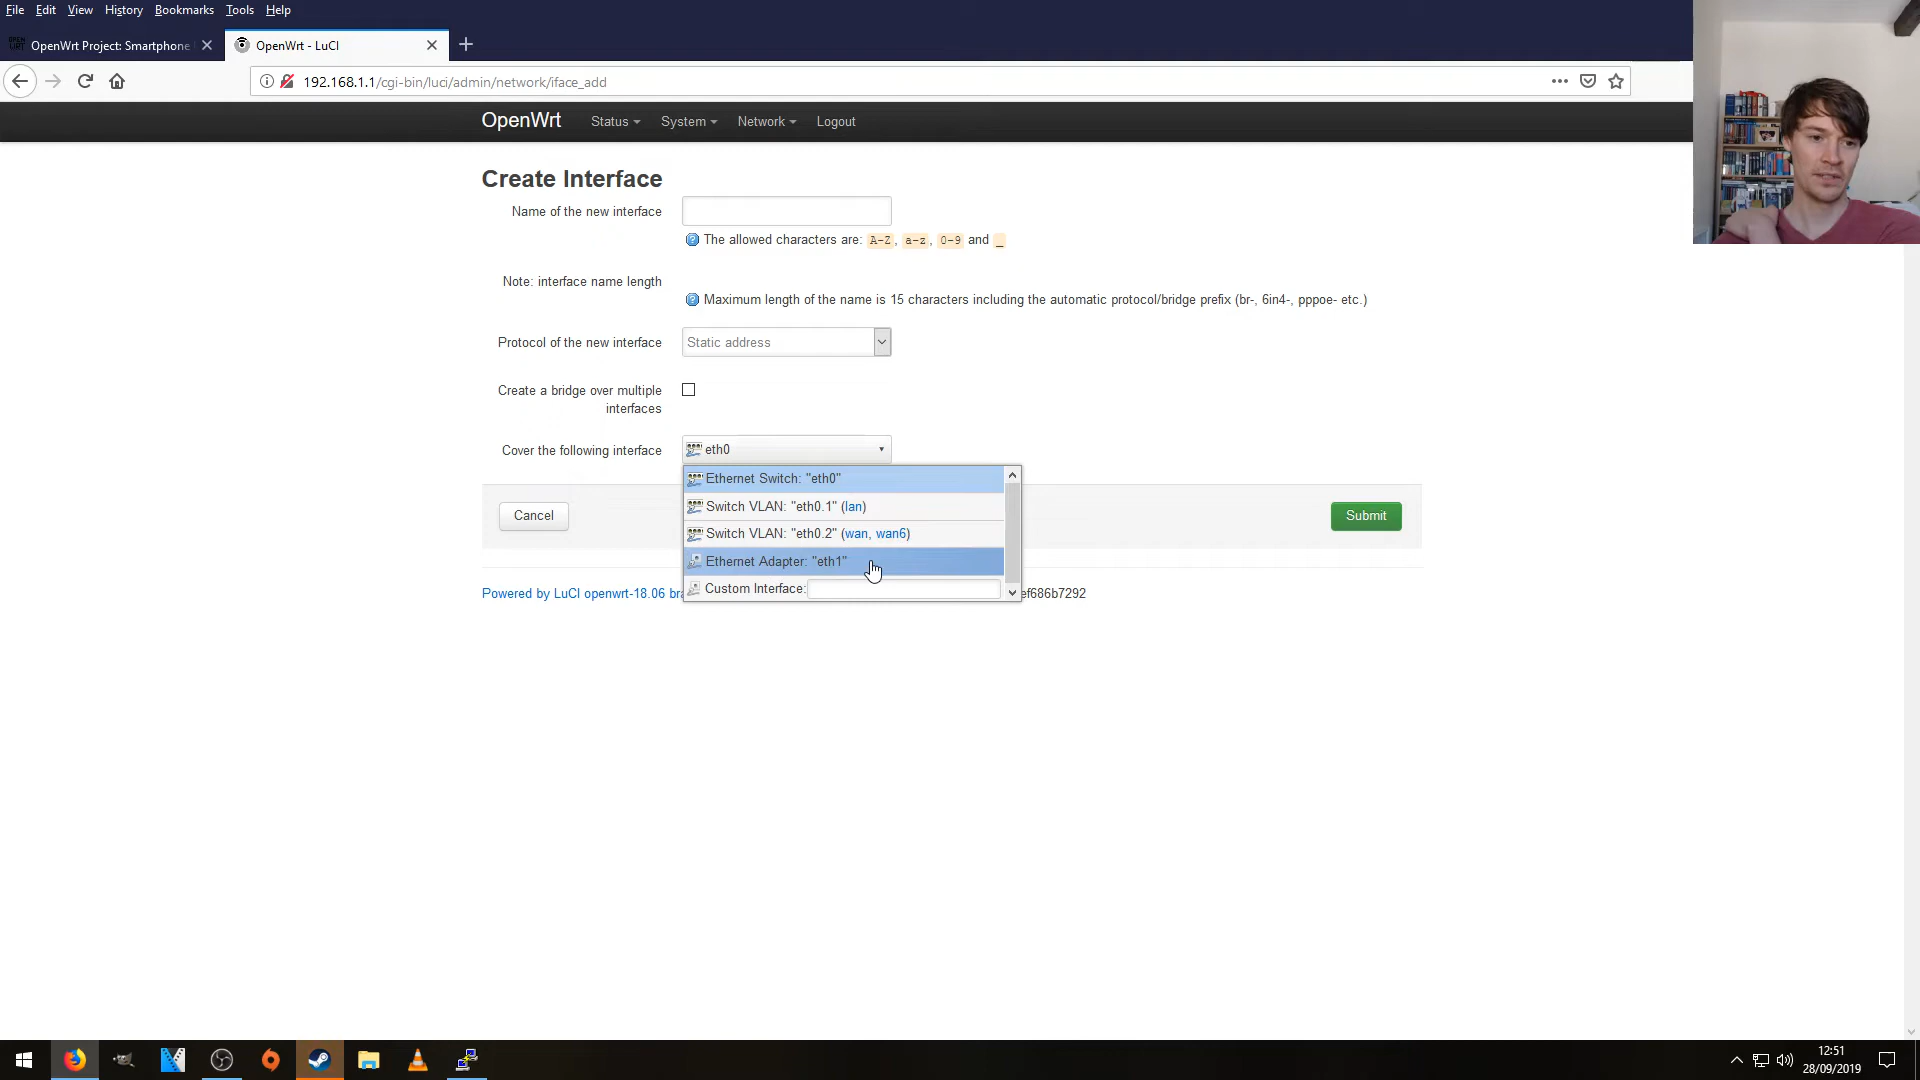 File Edit View History Bookmarks Tools Help
OpenWrt Project: Smartphone
OpenWrt - LuCI
192.168.1.1/cgi-bin/luci/admin/network/iface_add
OpenWrt Status System Network Logout
Create Interface
Name of the new interface
The allowed characters are: A-Z, a-z, 0-9 and _
Note: interface name length
Maximum length of the name is 15 characters including the automatic protocol/bridge prefix (br-, 6in4-, pppoe- etc.)
Protocol of the new interface Static address
Create a bridge over multiple
interfaces
Cover the following interface eth0
Ethernet Switch: "eth0"
Switch VLAN: "eth0.1" (lan)
Switch VLAN: "eth0.2" (wan, wan6)
Ethernet Adapter: "eth1"
Custom Interface:
Cancel Submit
Powered by LuCI openwrt-18.06 bra ef686b7292
12:51
28/09/2019